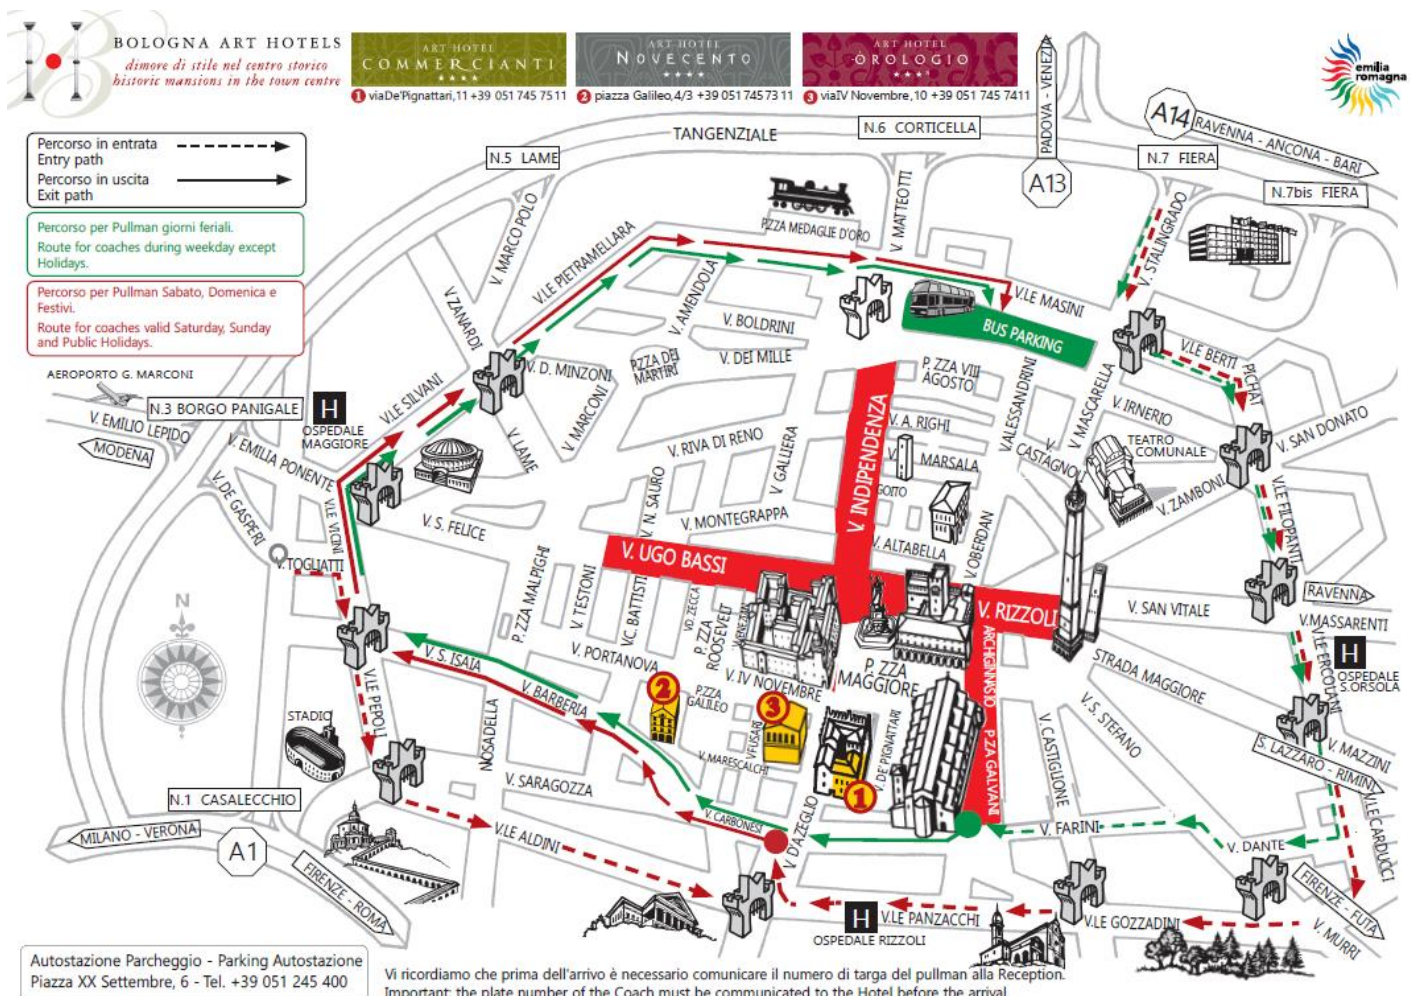 BOLOGNA ART HOTELS
dimore di stile nel centro storico
historic mansions in the town centre
ART HOTEL
COMMERCIANTI
★★★★
1 viaDe'Pignattari,11 +39 051 745 75 11
ART HOTEL
NOVECENTO
★★★★
2 piazza Galileo,4/3 +39 051 745 73 11
ART HOTEL
OROLOGIO
3 viaIV Novembre, 10 +39 051 745 7411
emilia
romagna
Percorso in entrata
Entry path
Percorso in uscita
Exit path
Percorso per Pullman giorni feriali.
Route for coaches during weekday except
Holidays.
Percorso per Pullman Sabato, Domenica e
Festivi.
Route for coaches valid Saturday, Sunday
and Public Holidays.
TANGENZIALE
N.6 CORTICELLA
PADOVA - VENEZIA
A13
A14
RAVENNA - ANCONA - BARI
N.7 FIERA
N.7bis FIERA
N.5 LAME
V. MARCO POLO
V.LE PIETRAMELLARA
P.ZZA MEDAGLIE D'ORO
V. MATTEOTTI
V. STALINGRADO
V. ZANARDI
V. AMENDOLA
V. BOLDRINI
V. DEI MILLE
P.ZZA DEI
MARTIRI
V. D. MINZONI
V.LE MASINI
BUS PARKING
V.LE BERTI
PICHAT
AEROPORTO G. MARCONI
N.3 BORGO PANIGALE
V. EMILIO LEPIDO
MODENA
H
OSPEDALE
MAGGIORE
V. EMILIA PONENTE
V.LE SILVANI
V. LAME
V. MARCONI
V. RIVA DI RENO
V. GALLIERA
V. INDIPENDENZA
P. ZZA VIII
AGOSTO
V. A. RIGHI
V. MARSALA
GOITO
V.ALESSANDRINI
V. CASTAGNOLI
V. MASCARELLA
V. IRNERIO
TEATRO
COMUNALE
V. ZAMBONI
V. SAN DONATO
V.LE FILOPANTI
V. DE GASPERI
V.LE VICINI
V. TOGLIATTI
V. S. FELICE
V. N. SAURO
V. MONTEGRAPPA
V. UGO BASSI
V. ALTABELLA
V. OBERDAN
V. RIZZOLI
V. SAN VITALE
RAVENNA
V.MASSARENTI
V.LE ERCOLANI
H
OSPEDALE
S.ORSOLA
N
P. ZZA MALPIGHI
V. TESTONI
V.C. BATTISTI
V.D. ZECCA
P. ZZA
ROOSEVELT
V.VENEZIAN
V. PORTANOVA
V. S. ISAIA
V. BARBERIA
V. IV NOVEMBRE
P.ZZA
GALILEO
V.FUSARI
V. MARESCALCHI
P. ZZA
MAGGIORE
ARCHIGINNASIO
P.ZA GALVANI
V. DE' PIGNATTARI
STRADA MAGGIORE
V. S. STEFANO
V. CASTIGLIONE
V. MAZZINI
S. LAZZARO - RIMINI
V.LE CARDUCCI
V.LE PEPOLI
STADIO
NOSADELLA
V. SARAGOZZA
V. CARBONESI
V. D'AZEGLIO
V. FARINI
V. DANTE
2
3
1
N.1 CASALECCHIO
MILANO - VERONA
A1
FIRENZE - ROMA
V.LE ALDINI
H
OSPEDALE RIZZOLI
V.LE PANZACCHI
V.LE GOZZADINI
FIRENZE - FUTA
V. MURRI
Autostazione Parcheggio - Parking Autostazione
Piazza XX Settembre, 6 - Tel. +39 051 245 400
Vi ricordiamo che prima dell'arrivo è necessario comunicare il numero di targa del pullman alla Reception.
Important: the plate number of the Coach must be communicated to the Hotel before the arrival